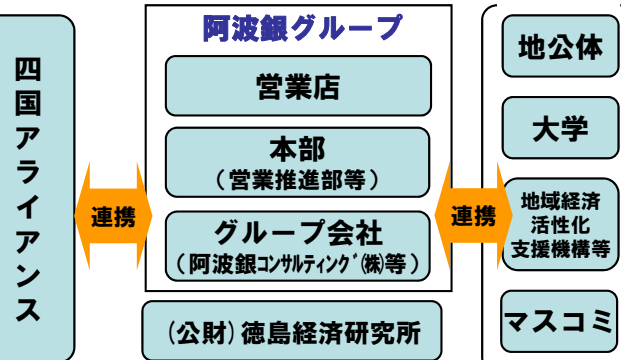 四国アライアンス
連携
阿波銀グループ
営業店
本部
(営業推進部等)
グループ会社
(阿波銀ｺﾝｻﾙﾃｨﾝｸﾞ㈱等)
(公財)徳島経済研究所
連携
地公体
大学
地域経済
活性化
支援機構等
マスコミ